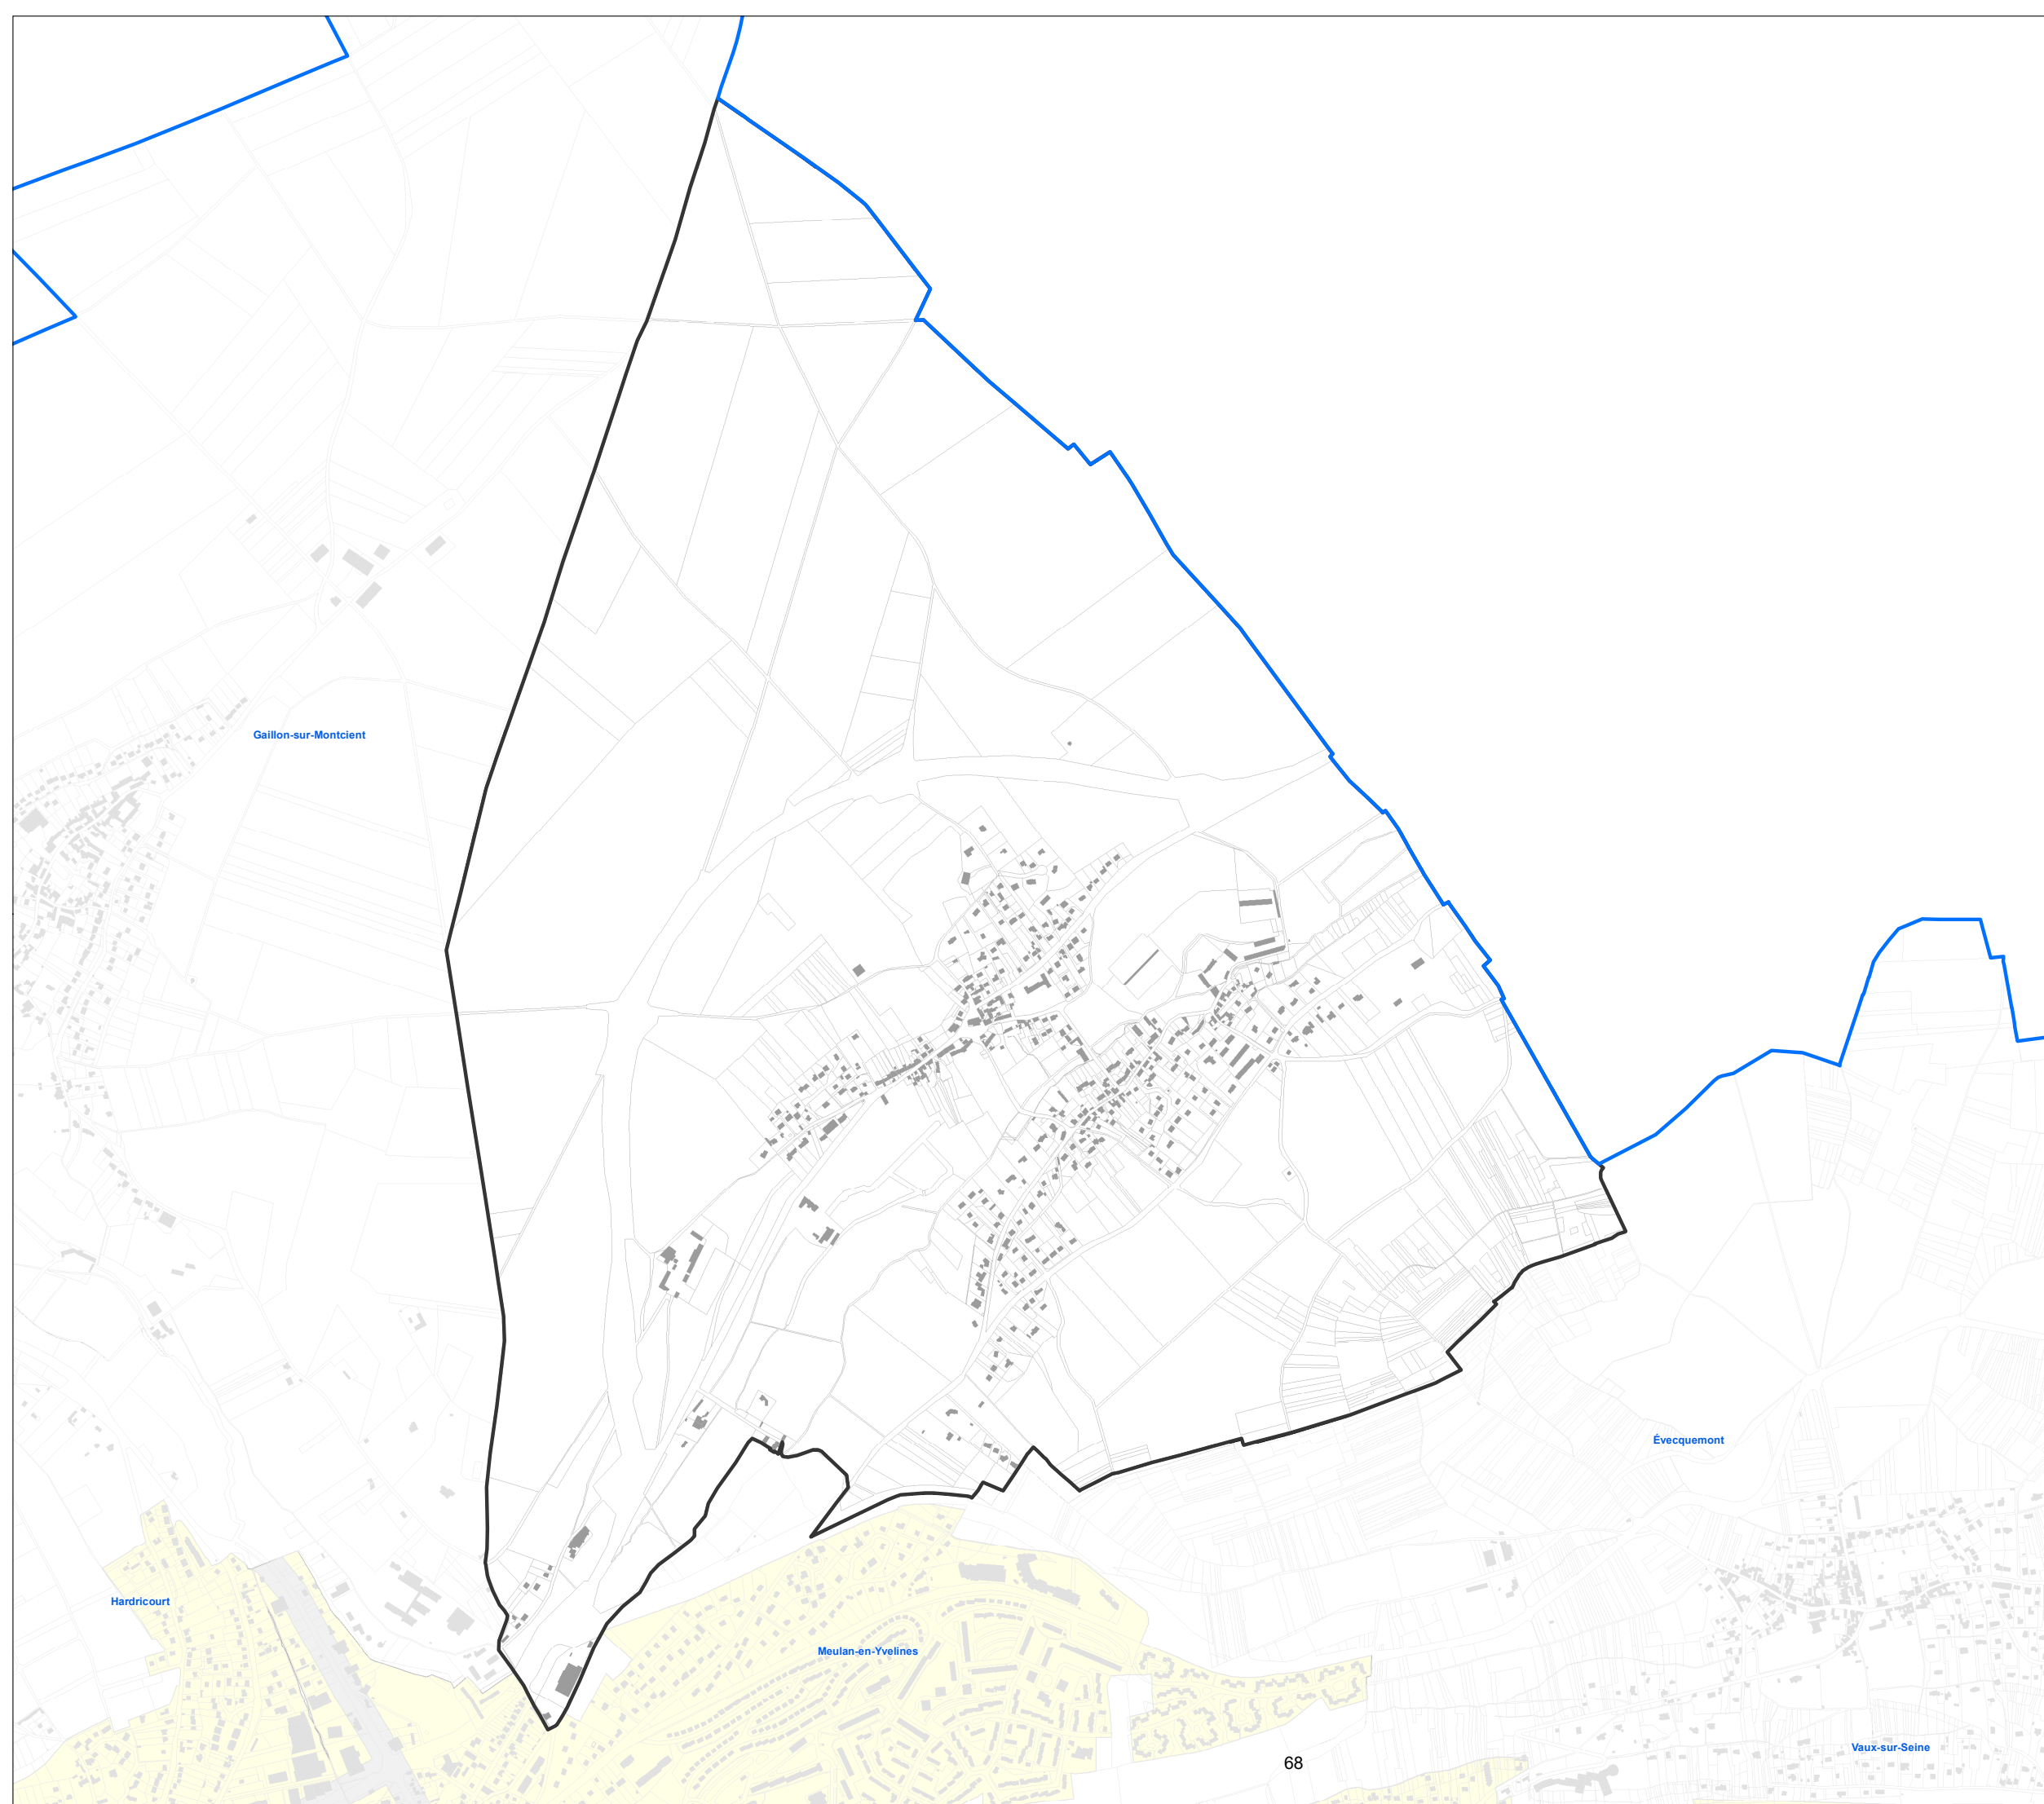 Gaillon-sur-Montcient
Évecquemont
Hardricourt
Meulan-en-Yvelines
Vaux-sur-Seine
68